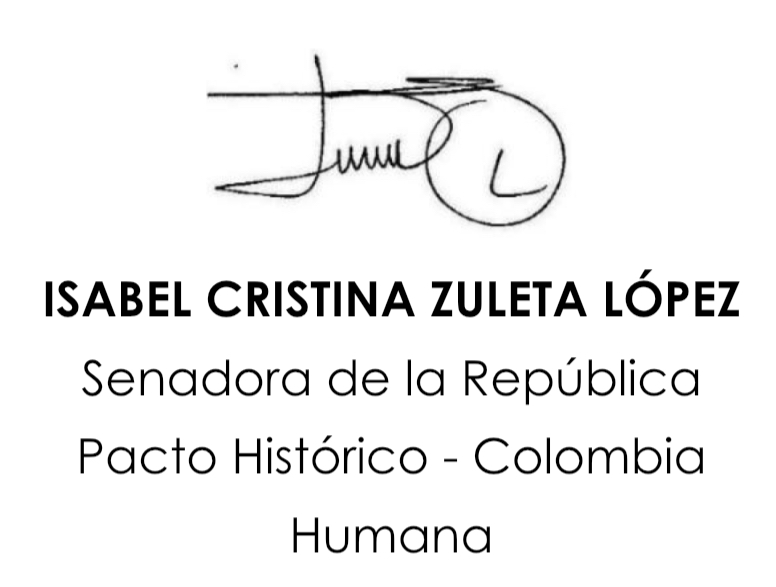 ISABEL CRISTINA ZULETA LÓPEZ
Senadora de la República
Pacto Histórico - Colombia
Humana